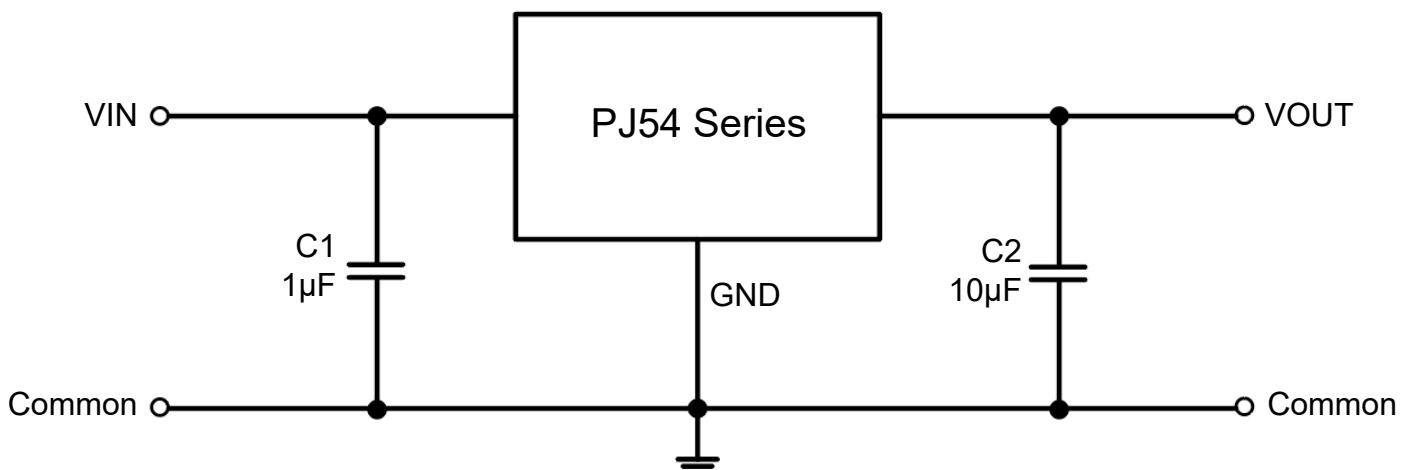 PJ54 Series
VIN
VOUT
C1
1µF
C2
10µF
GND
Common
Common